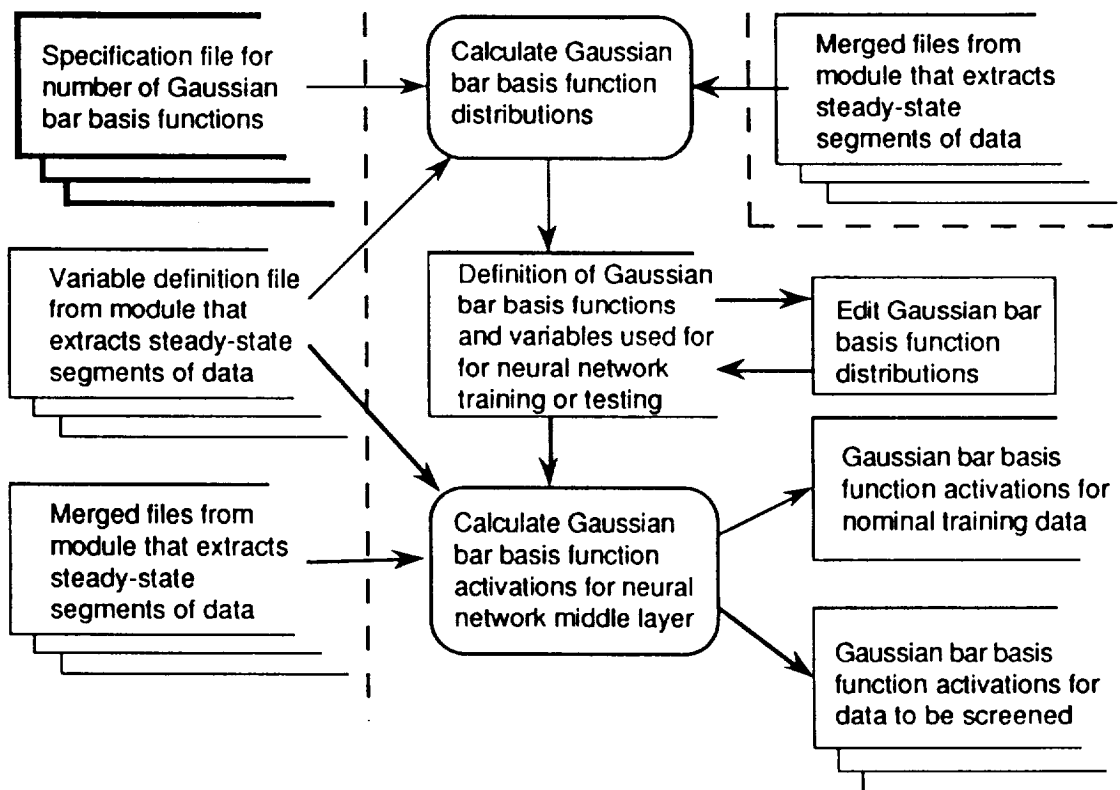 Specification file for
number of Gaussian
bar basis functions
Calculate Gaussian
bar basis function
distributions
Merged files from
module that extracts
steady-state
segments of data
Variable definition file
from module that
extracts steady-state
segments of data
Definition of Gaussian
bar basis functions
and variables used for
for neural network
training or testing
Edit Gaussian bar
basis function
distributions
Merged files from
module that extracts
steady-state
segments of data
Calculate Gaussian
bar basis function
activations for neural
network middle layer
Gaussian bar basis
function activations for
nominal training data
Gaussian bar basis
function activations for
data to be screened